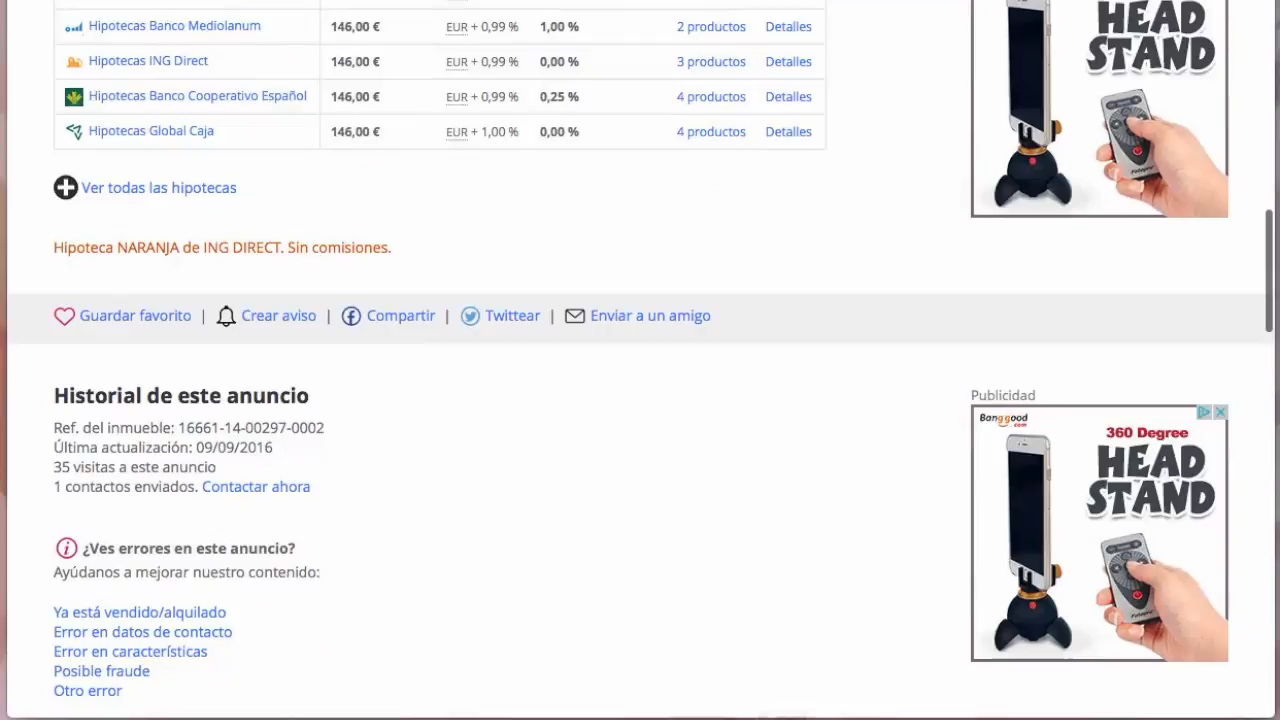 Hipotecas Banco Mediolanum 146,00 € EUR + 0,99 % 1,00 % 2 productos Detalles
Hipotecas ING Direct 146,00 € EUR + 0,99 % 0,00 % 3 productos Detalles
Hipotecas Banco Cooperativo Español 146,00 € EUR + 0,99 % 0,25 % 4 productos Detalles
Hipotecas Global Caja 146,00 € EUR + 1,00 % 0,00 % 4 productos Detalles
HEAD
STAND
Ver todas las hipotecas
Hipoteca NARANJA de ING DIRECT. Sin comisiones.
Guardar favorito | Crear aviso | Compartir | Twittear | Enviar a un amigo
Historial de este anuncio
Ref. del inmueble: 16661-14-00297-0002
Última actualización: 09/09/2016
35 visitas a este anuncio
1 contactos enviados. Contactar ahora
¿Ves errores en este anuncio?
Ayúdanos a mejorar nuestro contenido:
Ya está vendido/alquilado
Error en datos de contacto
Error en características
Posible fraude
Otro error
Publicidad
Banggood
.com
360 Degree
HEAD
STAND